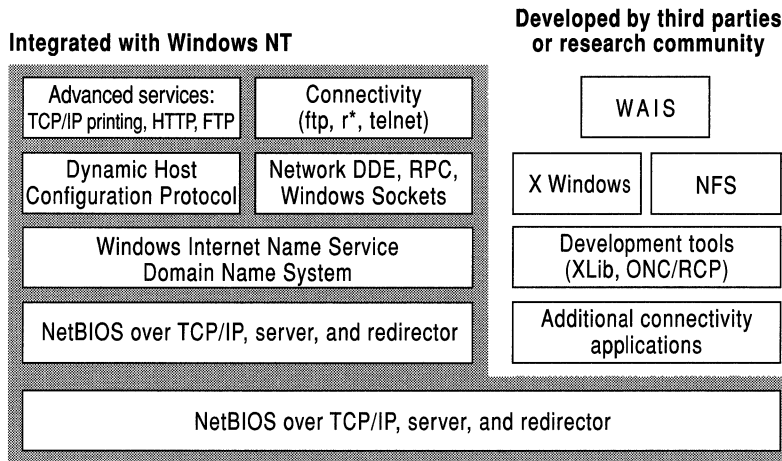 Integrated with Windows NT
Developed by third parties
or research community
Advanced services:
TCP/IP printing, HTTP, FTP
Connectivity
(ftp, r*, telnet)
WAIS
Dynamic Host
Configuration Protocol
Network DDE, RPC,
Windows Sockets
X Windows
NFS
Windows Internet Name Service
Domain Name System
Development tools
(XLib, ONC/RCP)
NetBIOS over TCP/IP, server, and redirector
Additional connectivity
applications
NetBIOS over TCP/IP, server, and redirector